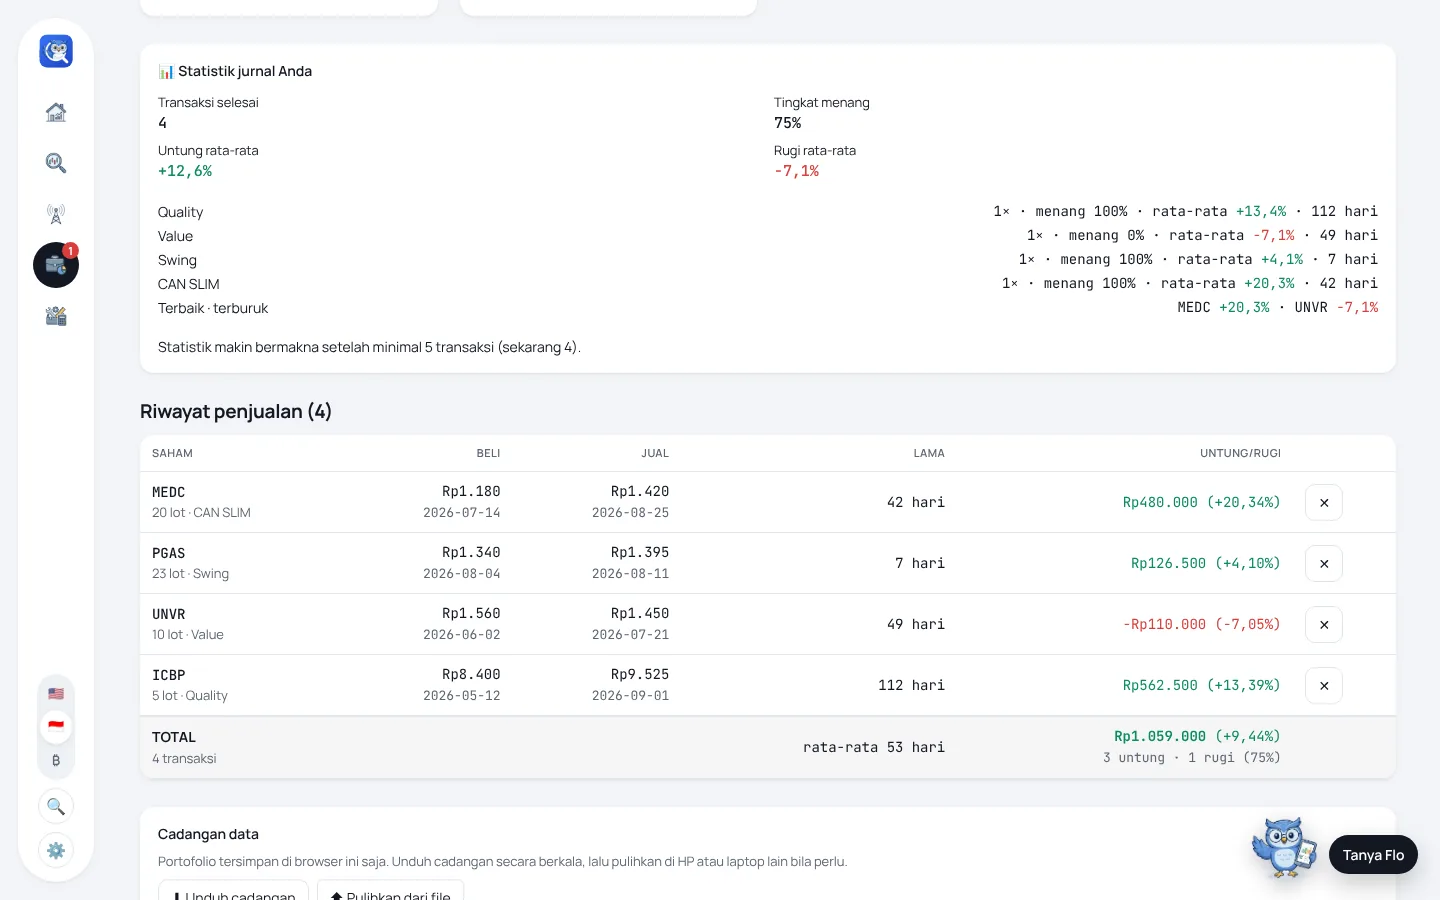 📊 Statistik jurnal Anda
Transaksi selesai
4
Tingkat menang
75%
Untung rata-rata
+12,6%
Rugi rata-rata
-7,1%
Quality 1× · menang 100% · rata-rata +13,4% · 112 hari
Value 1× · menang 0% · rata-rata -7,1% · 49 hari
Swing 1× · menang 100% · rata-rata +4,1% · 7 hari
CAN SLIM 1× · menang 100% · rata-rata +20,3% · 42 hari
Terbaik · terburuk MEDC +20,3% · UNVR -7,1%
Statistik makin bermakna setelah minimal 5 transaksi (sekarang 4).
Riwayat penjualan (4)
SAHAM BELI JUAL LAMA UNTUNG/RUGI
MEDC Rp1.180 Rp1.420 42 hari Rp480.000 (+20,34%) ×
20 lot · CAN SLIM 2026-07-14 2026-08-25
PGAS Rp1.340 Rp1.395 7 hari Rp126.500 (+4,10%) ×
23 lot · Swing 2026-08-04 2026-08-11
UNVR Rp1.560 Rp1.450 49 hari -Rp110.000 (-7,05%) ×
10 lot · Value 2026-06-02 2026-07-21
ICBP Rp8.400 Rp9.525 112 hari Rp562.500 (+13,39%) ×
5 lot · Quality 2026-05-12 2026-09-01
TOTAL rata-rata 53 hari Rp1.059.000 (+9,44%)
4 transaksi 3 untung · 1 rugi (75%)
Cadangan data
Portofolio tersimpan di browser ini saja. Unduh cadangan secara berkala, lalu pulihkan di HP atau laptop lain bila perlu.
⬇ Unduh cadangan
⬆ Pulihkan dari file
Tanya Flo
1
₿